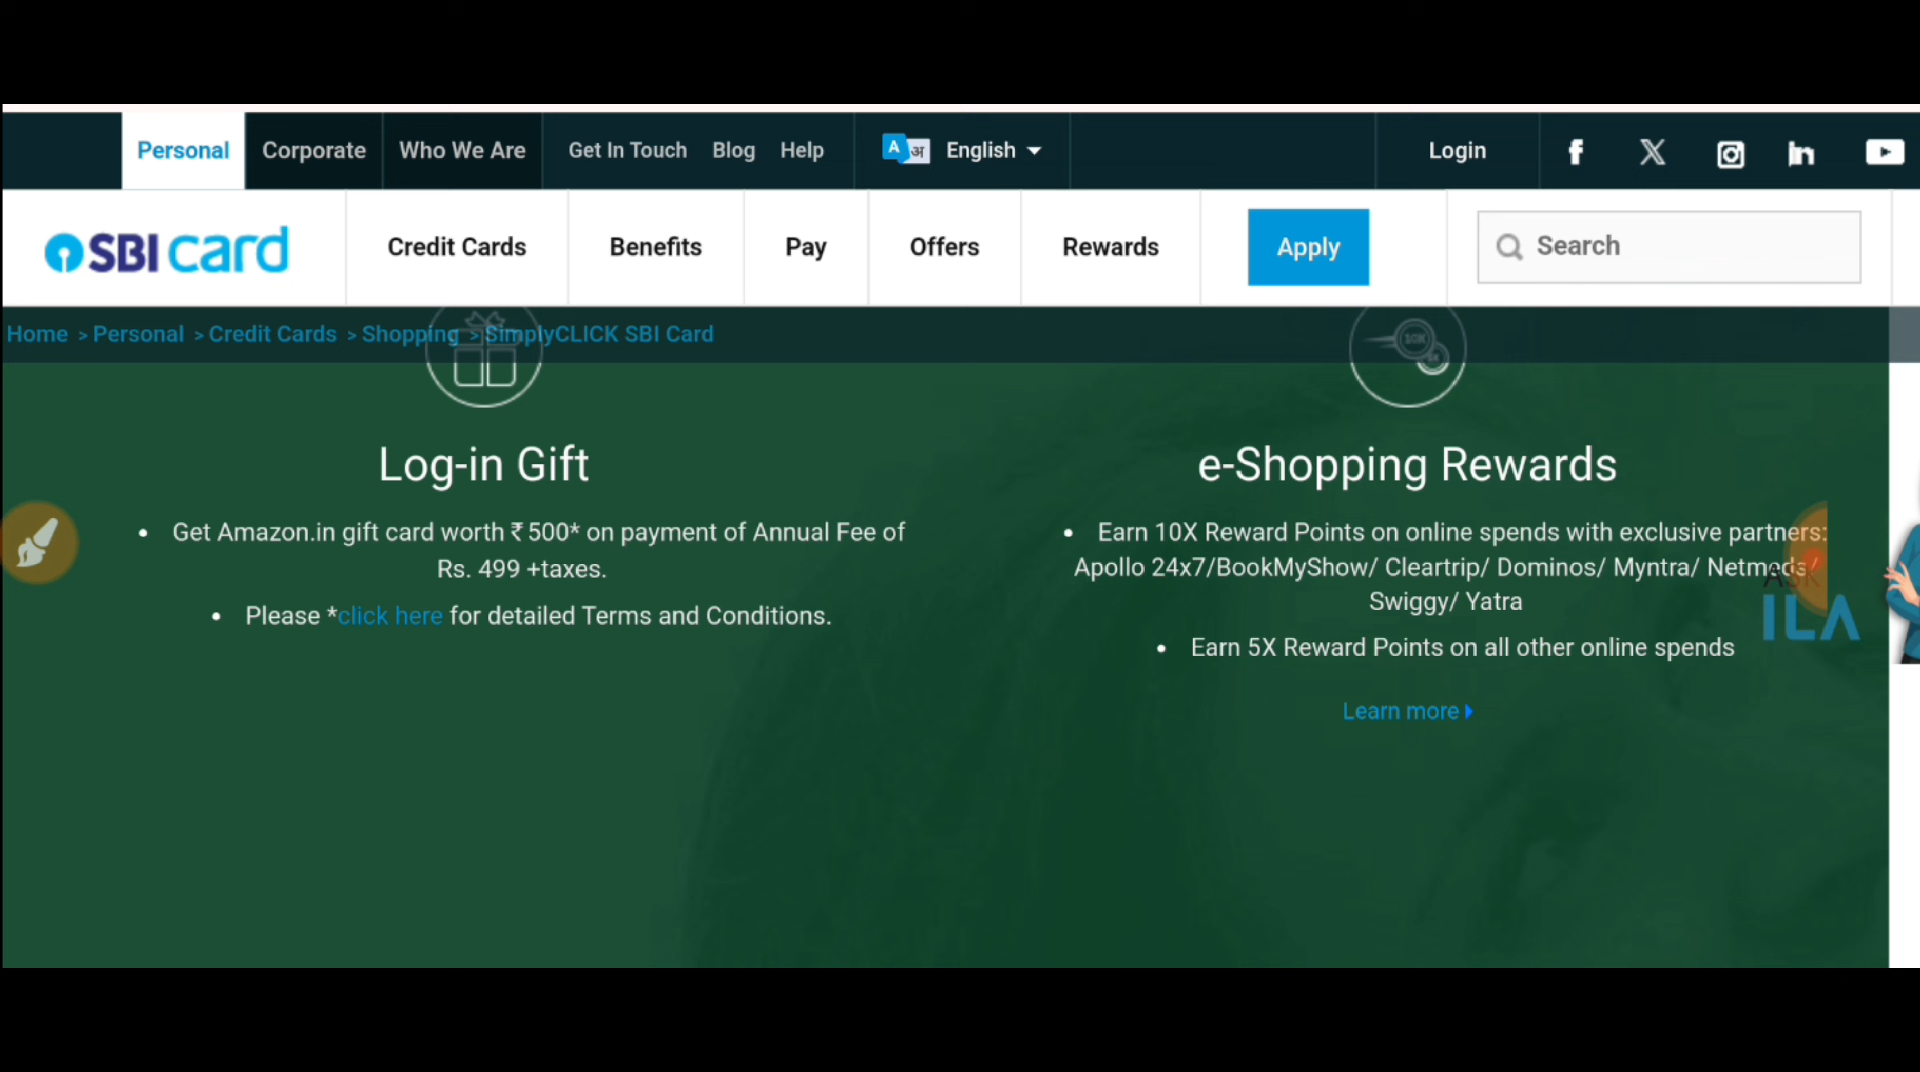 Personal Corporate Who We Are Get In Touch Blog Help A अ English Login
SBI card Credit Cards Benefits Pay Offers Rewards Apply Search
Home > Personal > Credit Cards > Shopping > SimplyCLICK SBI Card
10K
Log-in Gift
• Get Amazon.in gift card worth ₹ 500* on payment of Annual Fee of
Rs. 499 +taxes.
• Please *click here for detailed Terms and Conditions.
e-Shopping Rewards
• Earn 10X Reward Points on online spends with exclusive partners:
Apollo 24x7/BookMyShow/ Cleartrip/ Dominos/ Myntra/ Netmeds/
Swiggy/ Yatra
• Earn 5X Reward Points on all other online spends
Learn more
ASK
ILA